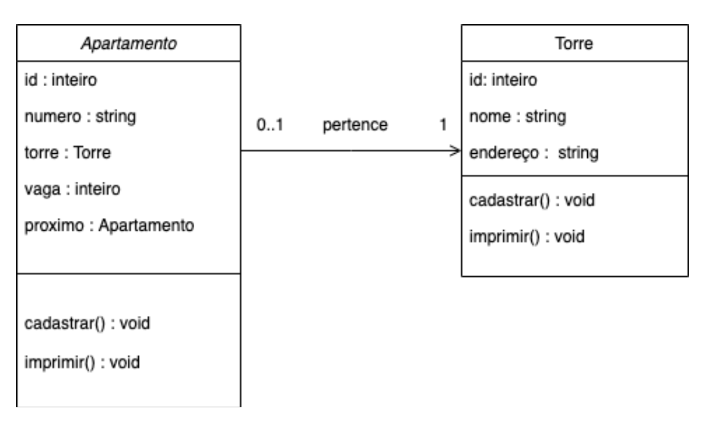 Apartamento
id : inteiro
numero : string
torre : Torre
vaga : inteiro
proximo : Apartamento
cadastrar() : void
imprimir() : void
0..1 pertence 1
Torre
id: inteiro
nome : string
endereço : string
cadastrar() : void
imprimir() : void